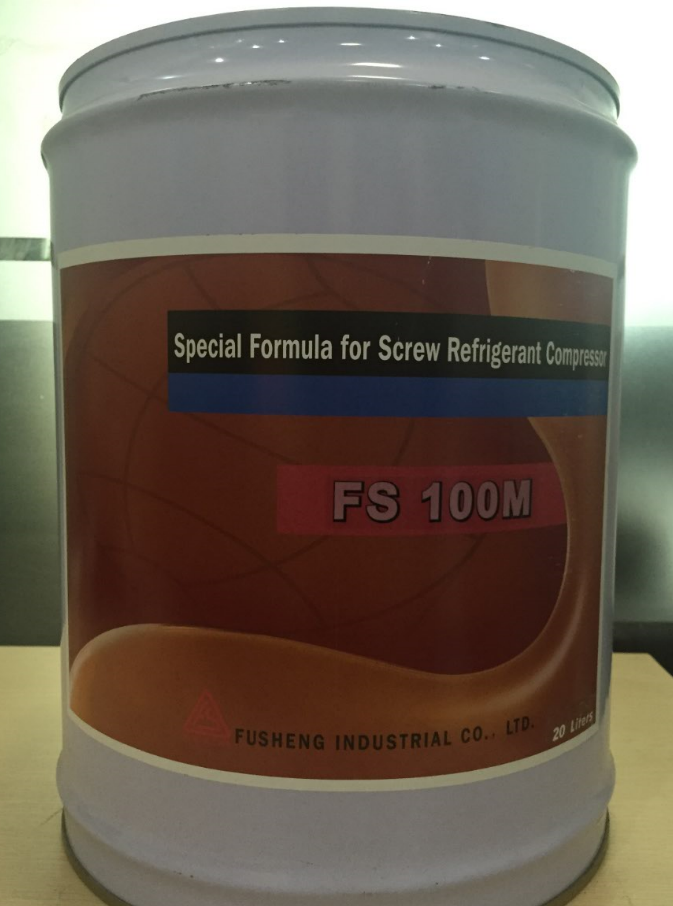 Special Formula for Screw Refrigerant Compressor
FS 100M
FUSHENG INDUSTRIAL CO., LTD.
20 Liters